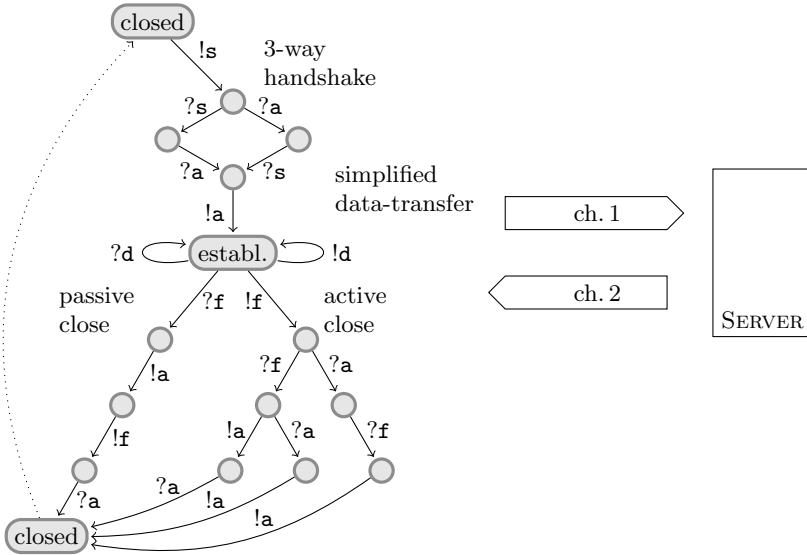 closed
!s
3-way
handshake
?s ?a
?a ?s
simplified
data-transfer
!a
ch. 1
?d establ. !d
ch. 2
passive
close
?f !f
active
close
SERVER
!a ?f ?a
!f !a ?a ?f
?a ?a !a
!a
closed